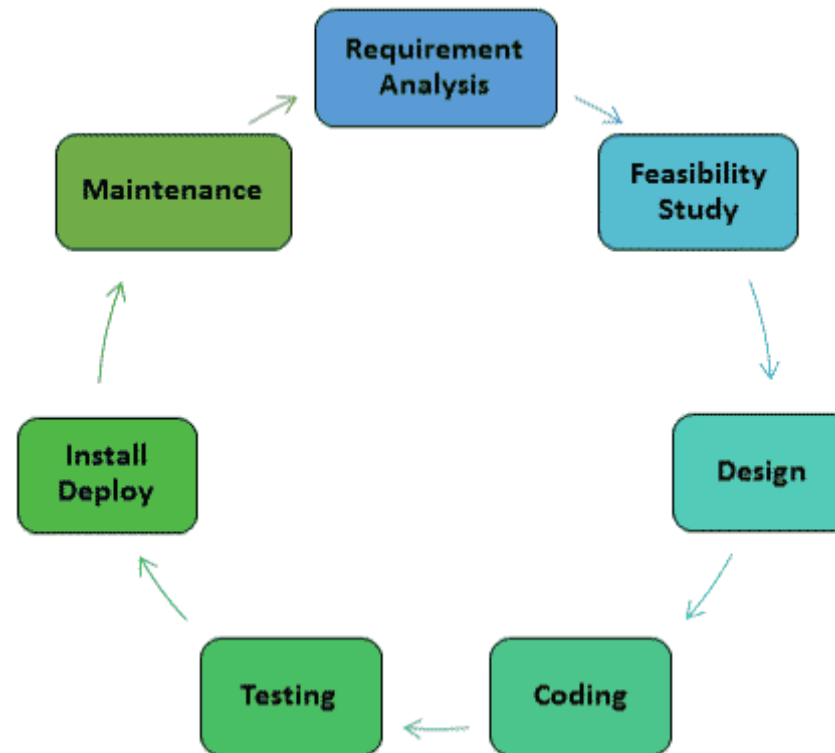 Requirement
Analysis
Feasibility
Study
Design
Coding
Testing
Install
Deploy
Maintenance